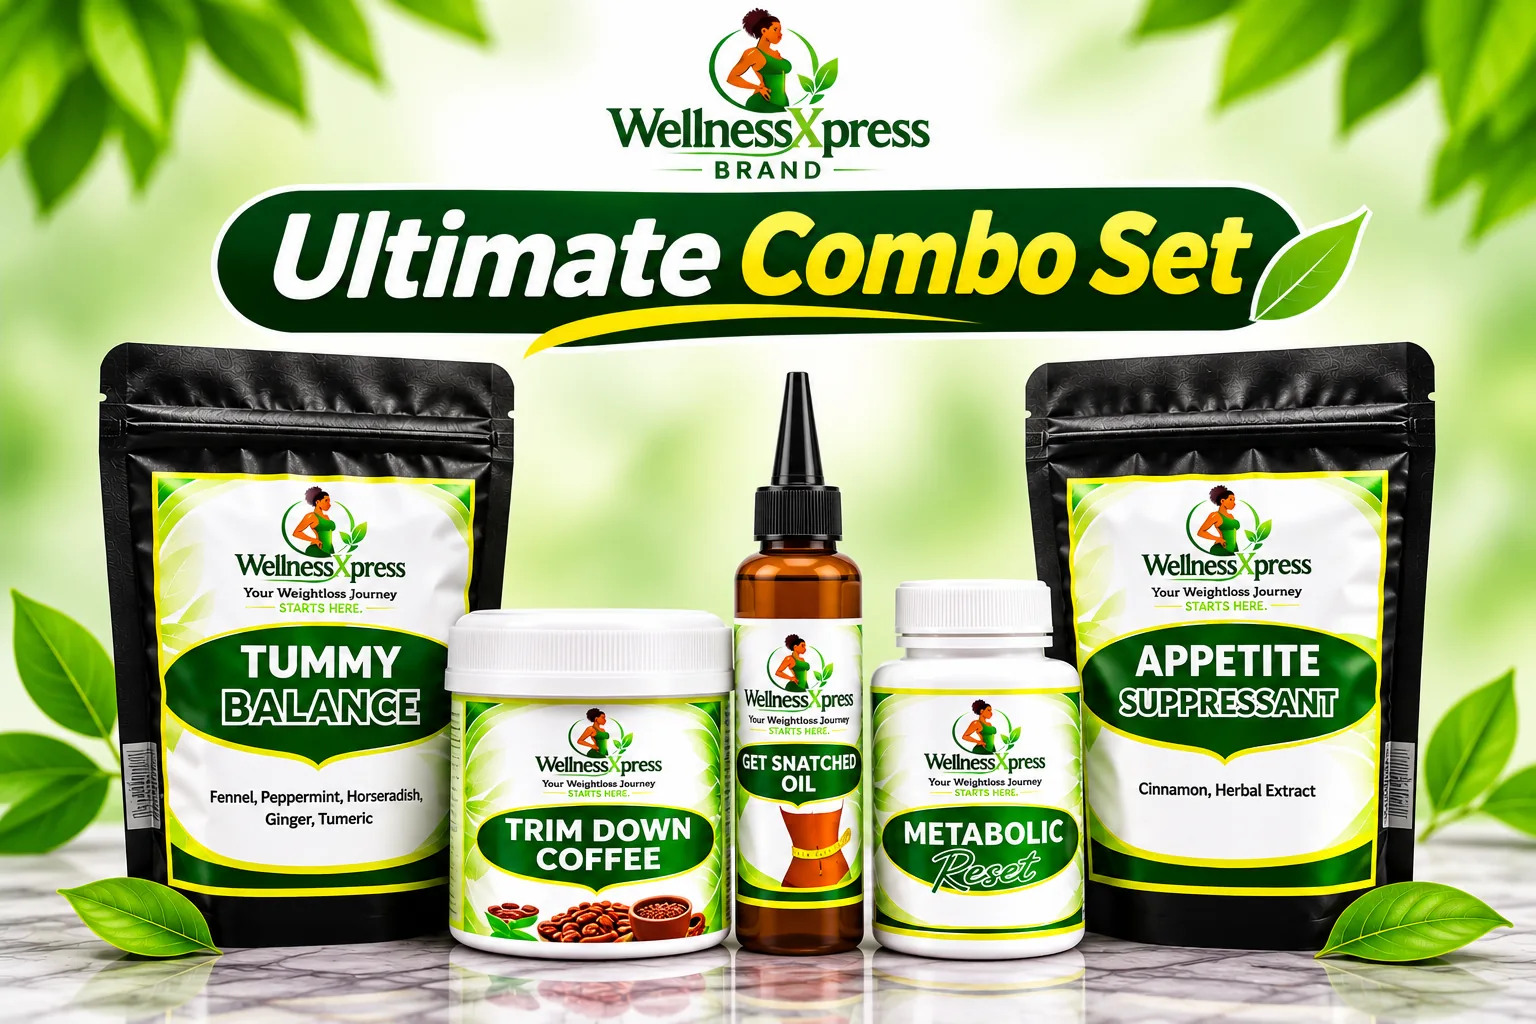 WellnessXpress
BRAND
Ultimate Combo Set
WellnessXpress
Your Weightloss Journey
STARTS HERE.
TUMMY
BALANCE
Fennel, Peppermint, Horseradish,
Ginger, Tumeric
WellnessXpress
Your Weightloss Journey
STARTS HERE.
TRIM DOWN
COFFEE
WellnessXpress
Your Weightloss Journey
STARTS HERE.
GET SNATCHED
OIL
WellnessXpress
Your Weightloss Journey
STARTS HERE.
METABOLIC
Reset
WellnessXpress
Your Weightloss Journey
STARTS HERE.
APPETITE
SUPPRESSANT
Cinnamon, Herbal Extract